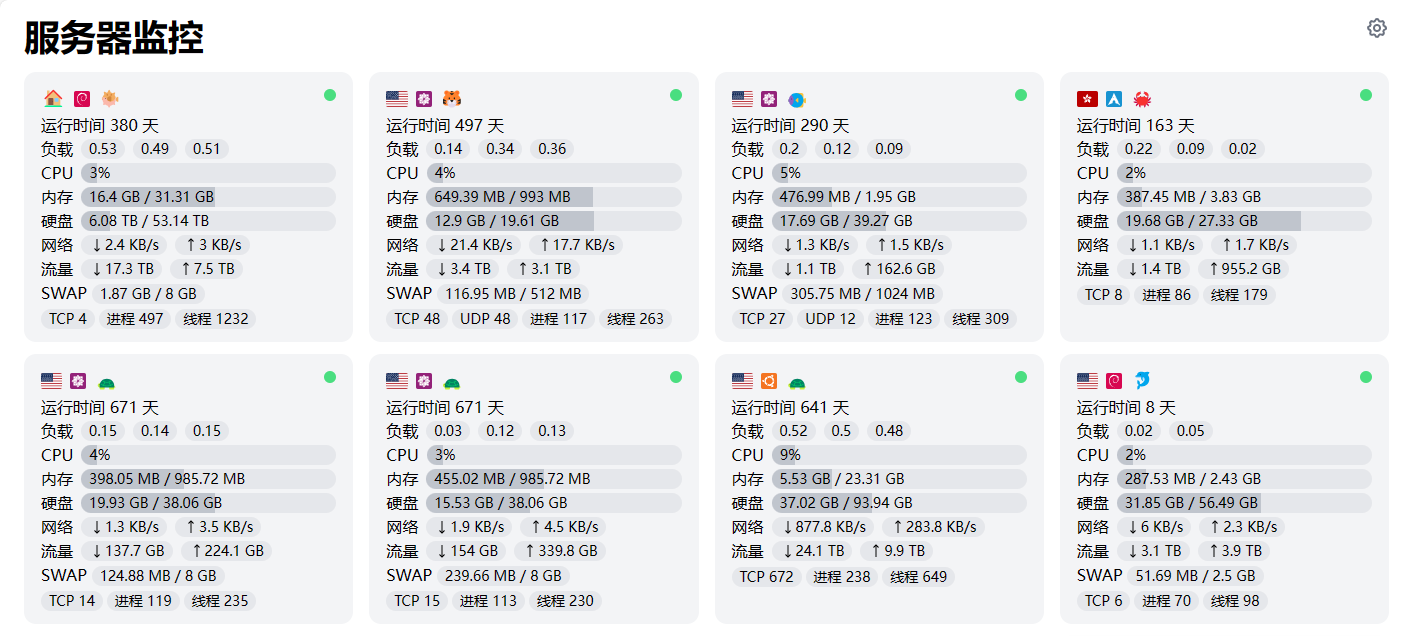 服务器监控
运行时间 380 天
负载 0.53 0.49 0.51
CPU 3%
内存 16.4 GB / 31.31 GB
硬盘 6.08 TB / 53.14 TB
网络 ↓2.4 KB/s ↑3 KB/s
流量 ↓17.3 TB ↑7.5 TB
SWAP 1.87 GB / 8 GB
TCP 4 进程 497 线程 1232
运行时间 497 天
负载 0.14 0.34 0.36
CPU 4%
内存 649.39 MB / 993 MB
硬盘 12.9 GB / 19.61 GB
网络 ↓21.4 KB/s ↑17.7 KB/s
流量 ↓3.4 TB ↑3.1 TB
SWAP 116.95 MB / 512 MB
TCP 48 UDP 48 进程 117 线程 263
运行时间 290 天
负载 0.2 0.12 0.09
CPU 5%
内存 476.99 MB / 1.95 GB
硬盘 17.69 GB / 39.27 GB
网络 ↓1.3 KB/s ↑1.5 KB/s
流量 ↓1.1 TB ↑162.6 GB
SWAP 305.75 MB / 1024 MB
TCP 27 UDP 12 进程 123 线程 309
运行时间 163 天
负载 0.22 0.09 0.02
CPU 2%
内存 387.45 MB / 3.83 GB
硬盘 19.68 GB / 27.33 GB
网络 ↓1.1 KB/s ↑1.7 KB/s
流量 ↓1.4 TB ↑955.2 GB
TCP 8 进程 86 线程 179
运行时间 671 天
负载 0.15 0.14 0.15
CPU 4%
内存 398.05 MB / 985.72 MB
硬盘 19.93 GB / 38.06 GB
网络 ↓1.3 KB/s ↑3.5 KB/s
流量 ↓137.7 GB ↑224.1 GB
SWAP 124.88 MB / 8 GB
TCP 14 进程 119 线程 235
运行时间 671 天
负载 0.03 0.12 0.13
CPU 3%
内存 455.02 MB / 985.72 MB
硬盘 15.53 GB / 38.06 GB
网络 ↓1.9 KB/s ↑4.5 KB/s
流量 ↓154 GB ↑339.8 GB
SWAP 239.66 MB / 8 GB
TCP 15 进程 113 线程 230
运行时间 641 天
负载 0.52 0.5 0.48
CPU 9%
内存 5.53 GB / 23.31 GB
硬盘 37.02 GB / 93.94 GB
网络 ↓877.8 KB/s ↑283.8 KB/s
流量 ↓24.1 TB ↑9.9 TB
TCP 672 进程 238 线程 649
运行时间 8 天
负载 0.02 0.05
CPU 2%
内存 287.53 MB / 2.43 GB
硬盘 31.85 GB / 56.49 GB
网络 ↓6 KB/s ↑2.3 KB/s
流量 ↓3.1 TB ↑3.9 TB
SWAP 51.69 MB / 2.5 GB
TCP 6 进程 70 线程 98